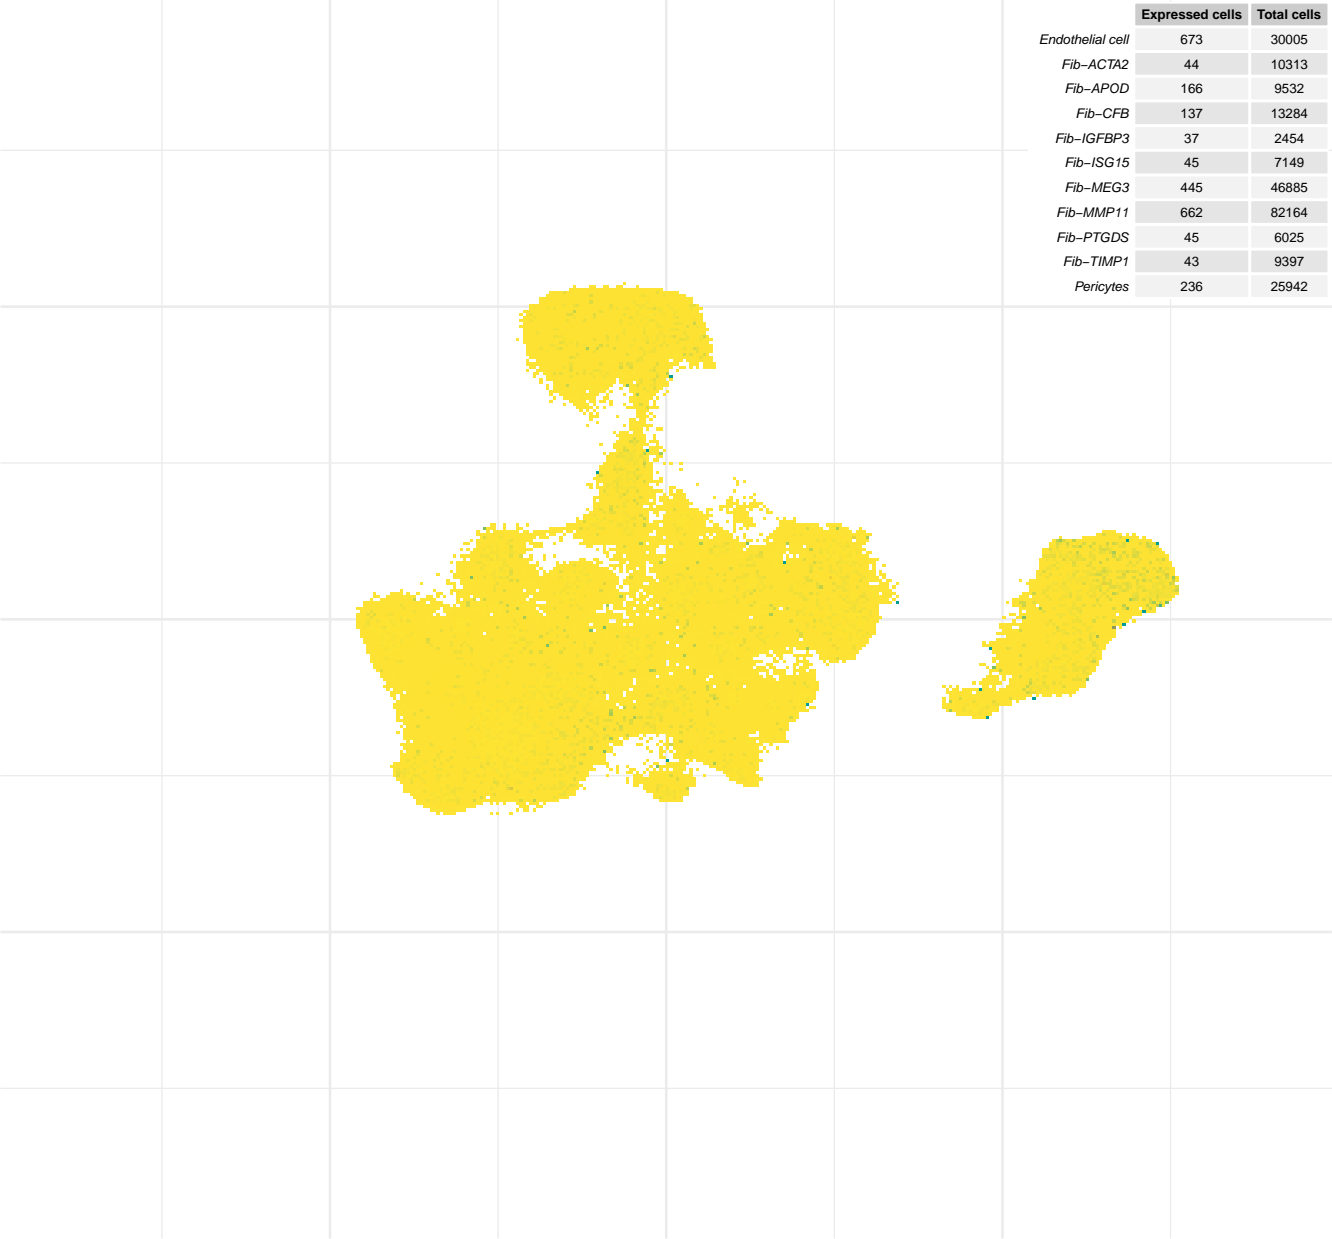 Expressed cells Total cells
Endothelial cell 673 30005
Fib−ACTA2 44 10313
Fib−APOD 166 9532
Fib−CFB 137 13284
Fib−IGFBP3 37 2454
Fib−ISG15 45 7149
Fib−MEG3 445 46885
Fib−MMP11 662 82164
Fib−PTGDS 45 6025
Fib−TIMP1 43 9397
Pericytes 236 25942